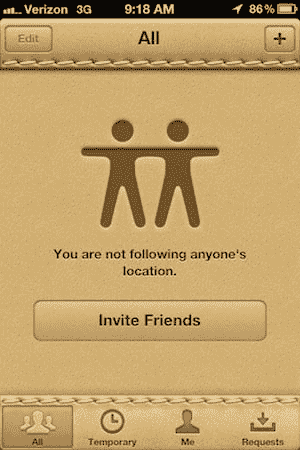 Verizon 3G 9:18 AM 86%
Edit All +
You are not following anyone's
location.
Invite Friends
All Temporary Me Requests